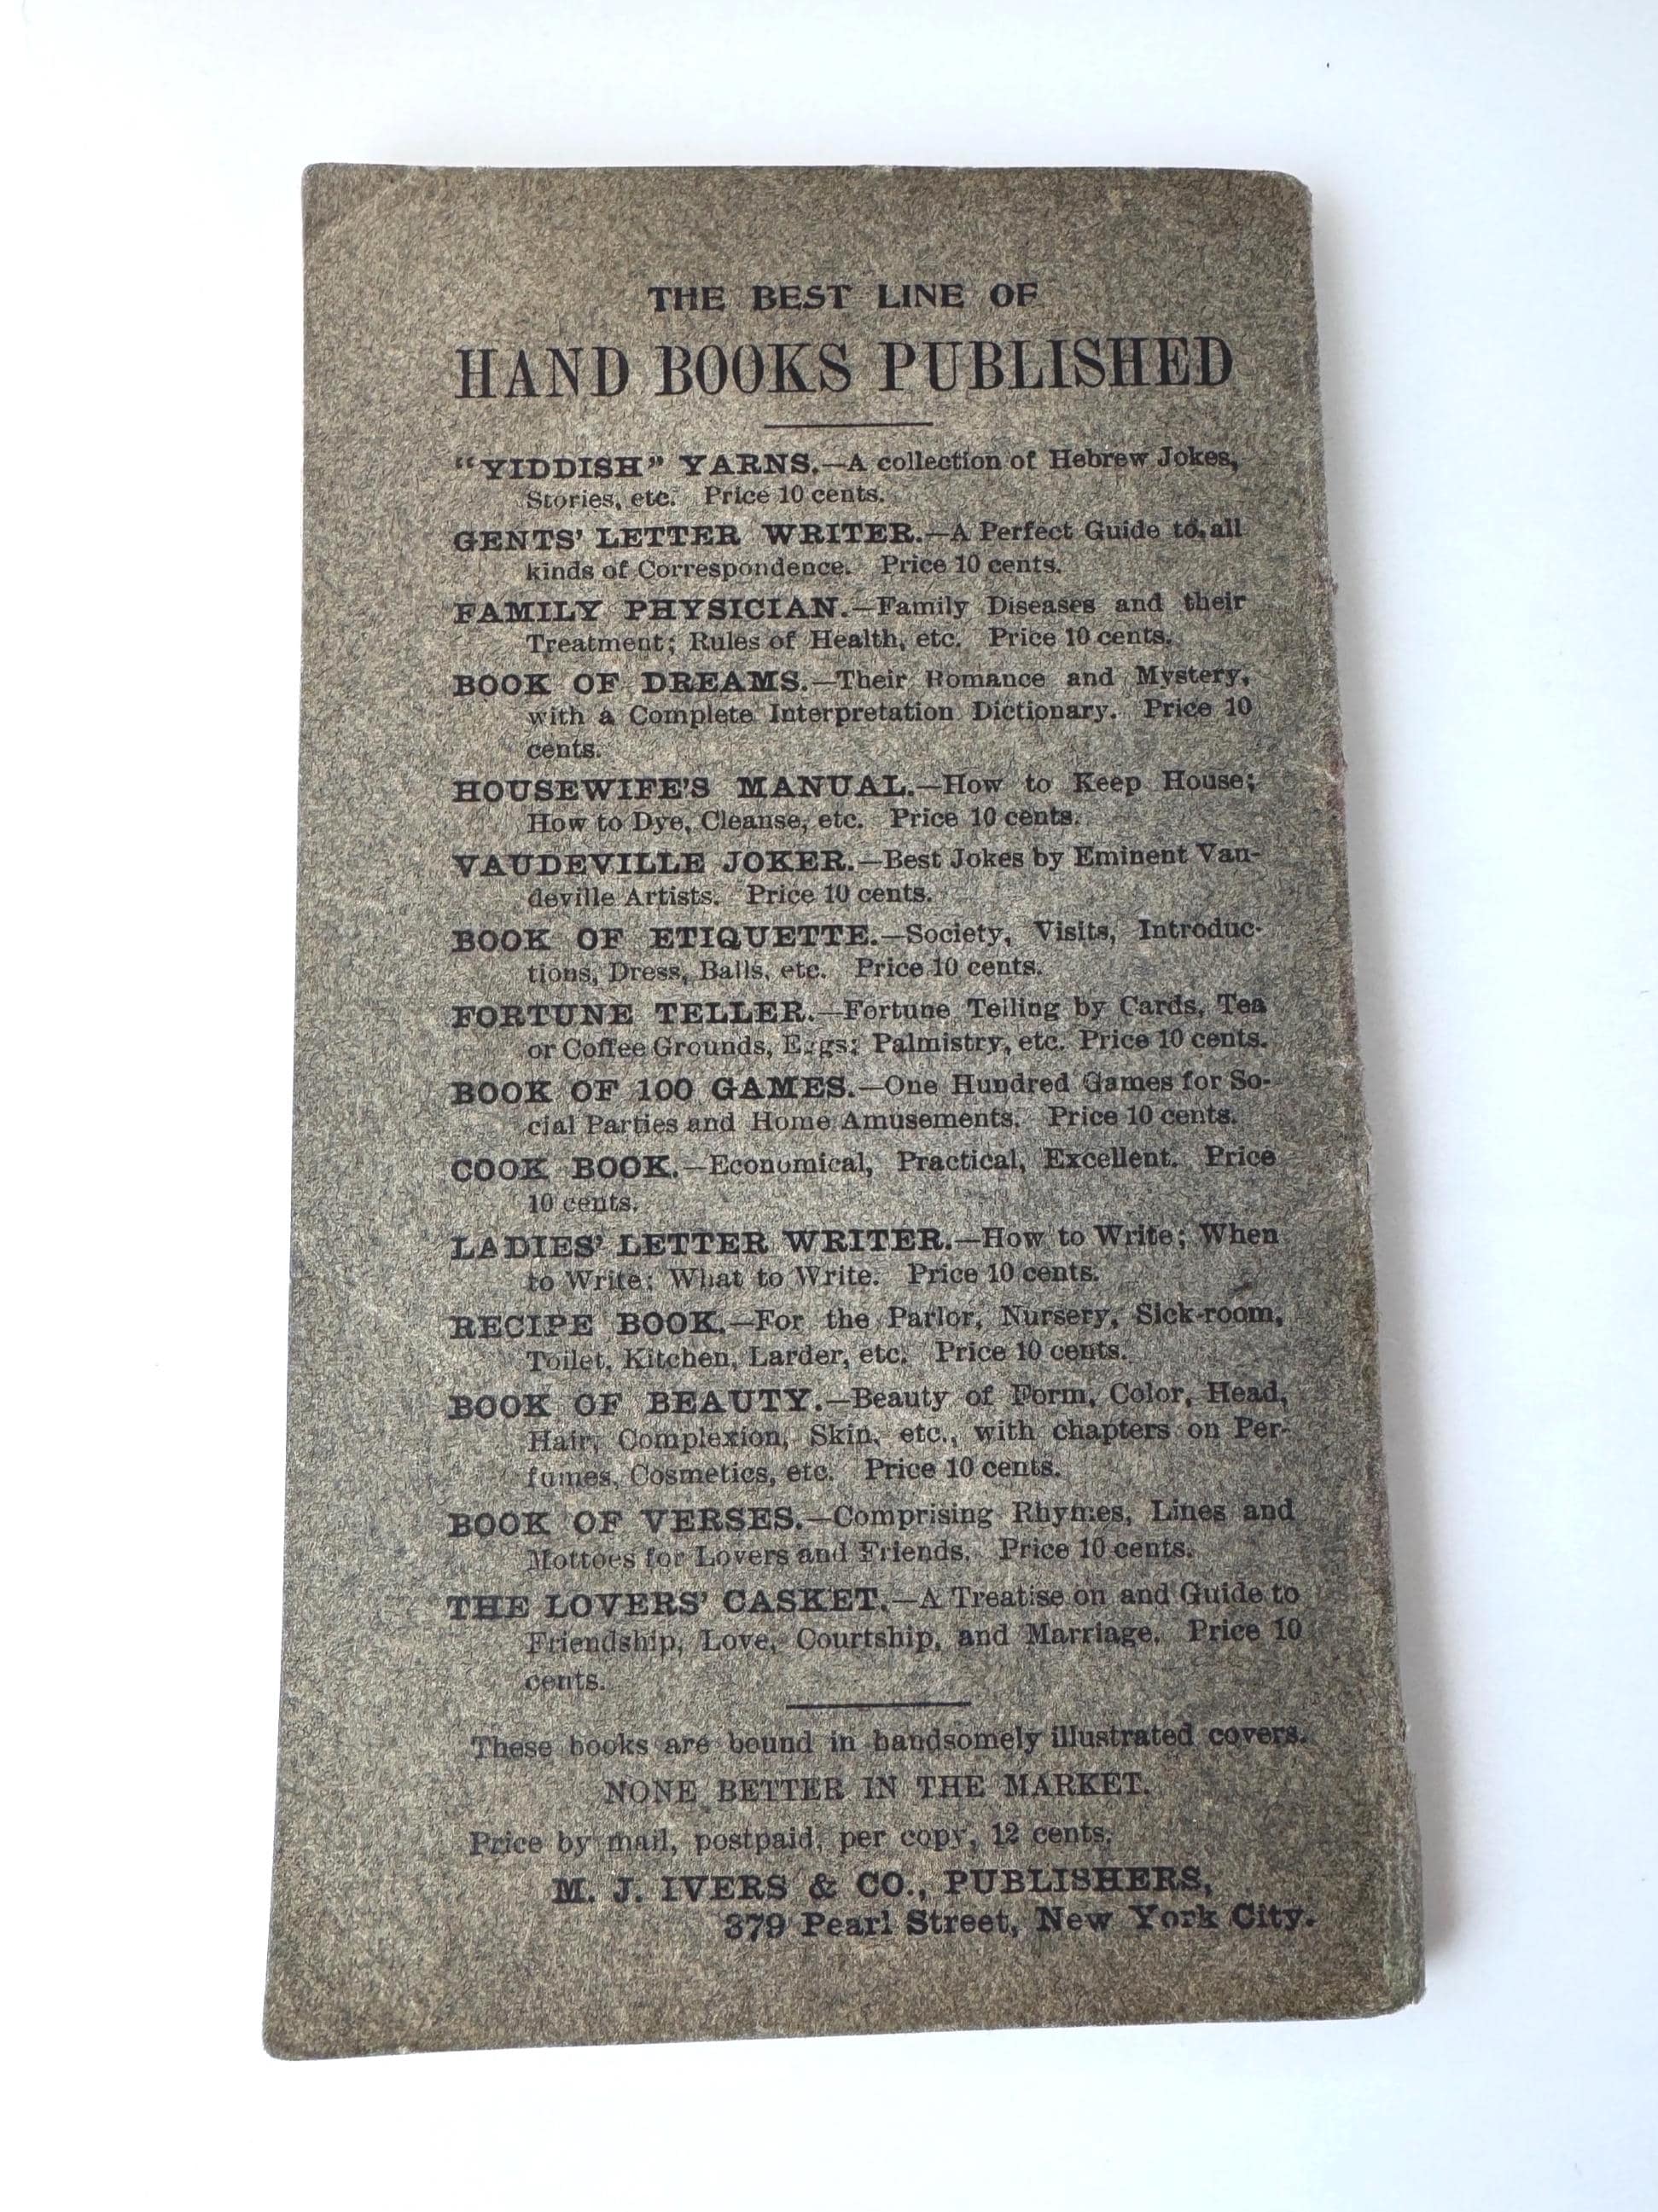 THE BEST LINE OF
HAND BOOKS PUBLISHED
"YIDDISH" YARNS.—A collection of Hebrew Jokes,
Stories, etc. Price 10 cents.
GENTS' LETTER WRITER.—A Perfect Guide to all
kinds of Correspondence. Price 10 cents.
FAMILY PHYSICIAN.—Family Diseases and their
Treatment; Rules of Health, etc. Price 10 cents.
BOOK OF DREAMS.—Their Romance and Mystery,
with a Complete Interpretation Dictionary. Price 10
cents.
HOUSEWIFE'S MANUAL.—How to Keep House;
How to Dye, Cleanse, etc. Price 10 cents.
VAUDEVILLE JOKER.—Best Jokes by Eminent Vau-
deville Artists. Price 10 cents.
BOOK OF ETIQUETTE.—Society, Visits, Introduc-
tions, Dress, Balls, etc. Price 10 cents.
FORTUNE TELLER.—Fortune Telling by Cards, Tea
or Coffee Grounds, Eggs; Palmistry, etc. Price 10 cents.
BOOK OF 100 GAMES.—One Hundred Games for So-
cial Parties and Home Amusements. Price 10 cents.
COOK BOOK.—Economical, Practical, Excellent. Price
10 cents.
LADIES' LETTER WRITER.—How to Write; When
to Write; What to Write. Price 10 cents.
RECIPE BOOK.—For the Parlor, Nursery, Sick-room,
Toilet, Kitchen, Larder, etc. Price 10 cents.
BOOK OF BEAUTY.—Beauty of Form, Color, Head,
Hair, Complexion, Skin, etc., with chapters on Per-
fumes, Cosmetics, etc. Price 10 cents.
BOOK OF VERSES.—Comprising Rhymes, Lines and
Mottoes for Lovers and Friends. Price 10 cents.
THE LOVERS' CASKET.—A Treatise on and Guide to
Friendship, Love, Courtship, and Marriage. Price 10
cents.
These books are bound in handsomely illustrated covers.
NONE BETTER IN THE MARKET.
Price by mail, postpaid, per copy, 12 cents.
M. J. IVERS & CO., PUBLISHERS,
379 Pearl Street, New York City.